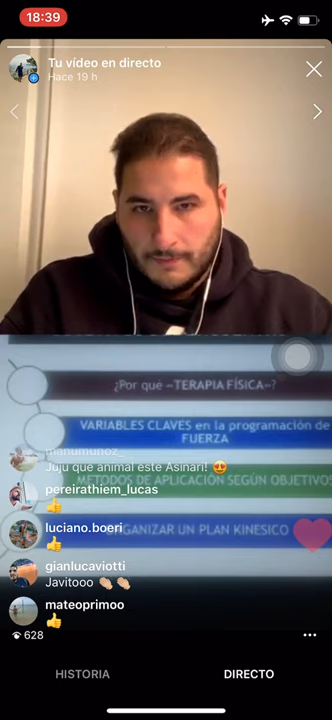 18:39
Tu vídeo en directo
Hace 19 h
¿Por qué «TERAPIA FÍSICA»?
VARIABLES CLAVES en la programación de
FUERZA
manumunoz_
Juju que animal este Asinari! 😍
MÉTODOS DE APLICACIÓN SEGÚN OBJETIVOS
pereirathiem_lucas
👍
luciano.boeri
👍
ORGANIZAR UN PLAN KINESICO
gianlucaviotti
Javitooo 👏🏼👏🏼
mateoprimoo
👍
628
HISTORIA
DIRECTO